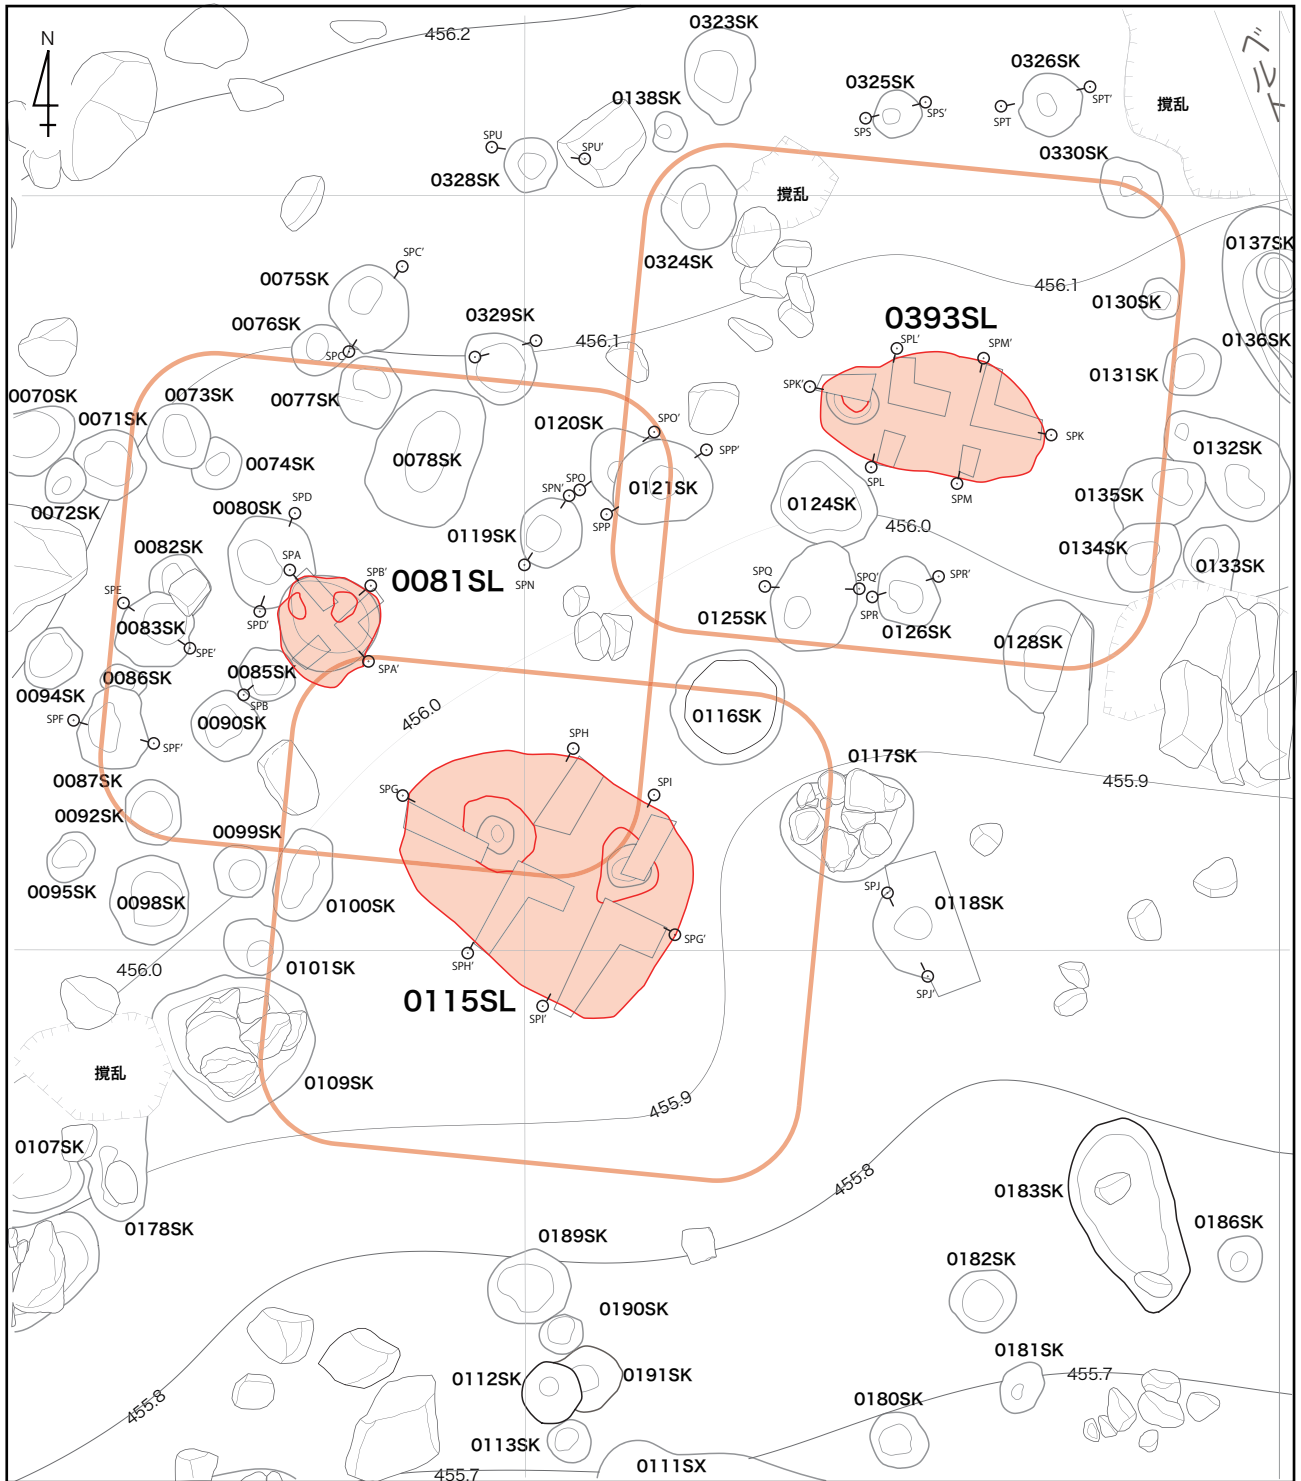 N
456.2
0323SK
トレンチ
0326SK
0325SK
SPT'
撹乱
0138SK
SPS'
SPT
SPS
SPU
SPU'
0330SK
0328SK
撹乱
0137SK
0324SK
SPC'
0075SK
456.1
0130SK
0329SK
0393SL
0076SK
456.1
SPL'
SPM'
0136SK
SPC
0131SK
SPK'
0070SK
0073SK
0077SK
0071SK
0120SK
SPO'
SPK
0132SK
SPP'
0078SK
0074SK
SPL
SPO
SPN'
0121SK
0135SK
SPD
SPM
0072SK
0080SK
0124SK
SPP
456.0
0119SK
0082SK
0134SK
SPA
0133SK
SPB'
0081SL
SPQ
SPQ'
SPR'
SPN
SPE
0125SK
SPR
SPD'
0083SK
0126SK
0128SK
SPE'
SPA'
0085SK
0086SK
0094SK
SPB
456.0
0116SK
SPF
0090SK
SPH
SPF'
0117SK
0087SK
SPI
SPG
455.9
0092SK
0099SK
SPJ
0095SK
0098SK
0100SK
0118SK
SPG'
SPH'
0101SK
456.0
SPJ'
0115SL
SPI'
撹乱
0109SK
455.9
0107SK
455.8
0183SK
0178SK
0186SK
0189SK
0182SK
0190SK
0181SK
455.7
0112SK
0191SK
455.8
0180SK
0113SK
0111SX
455.7